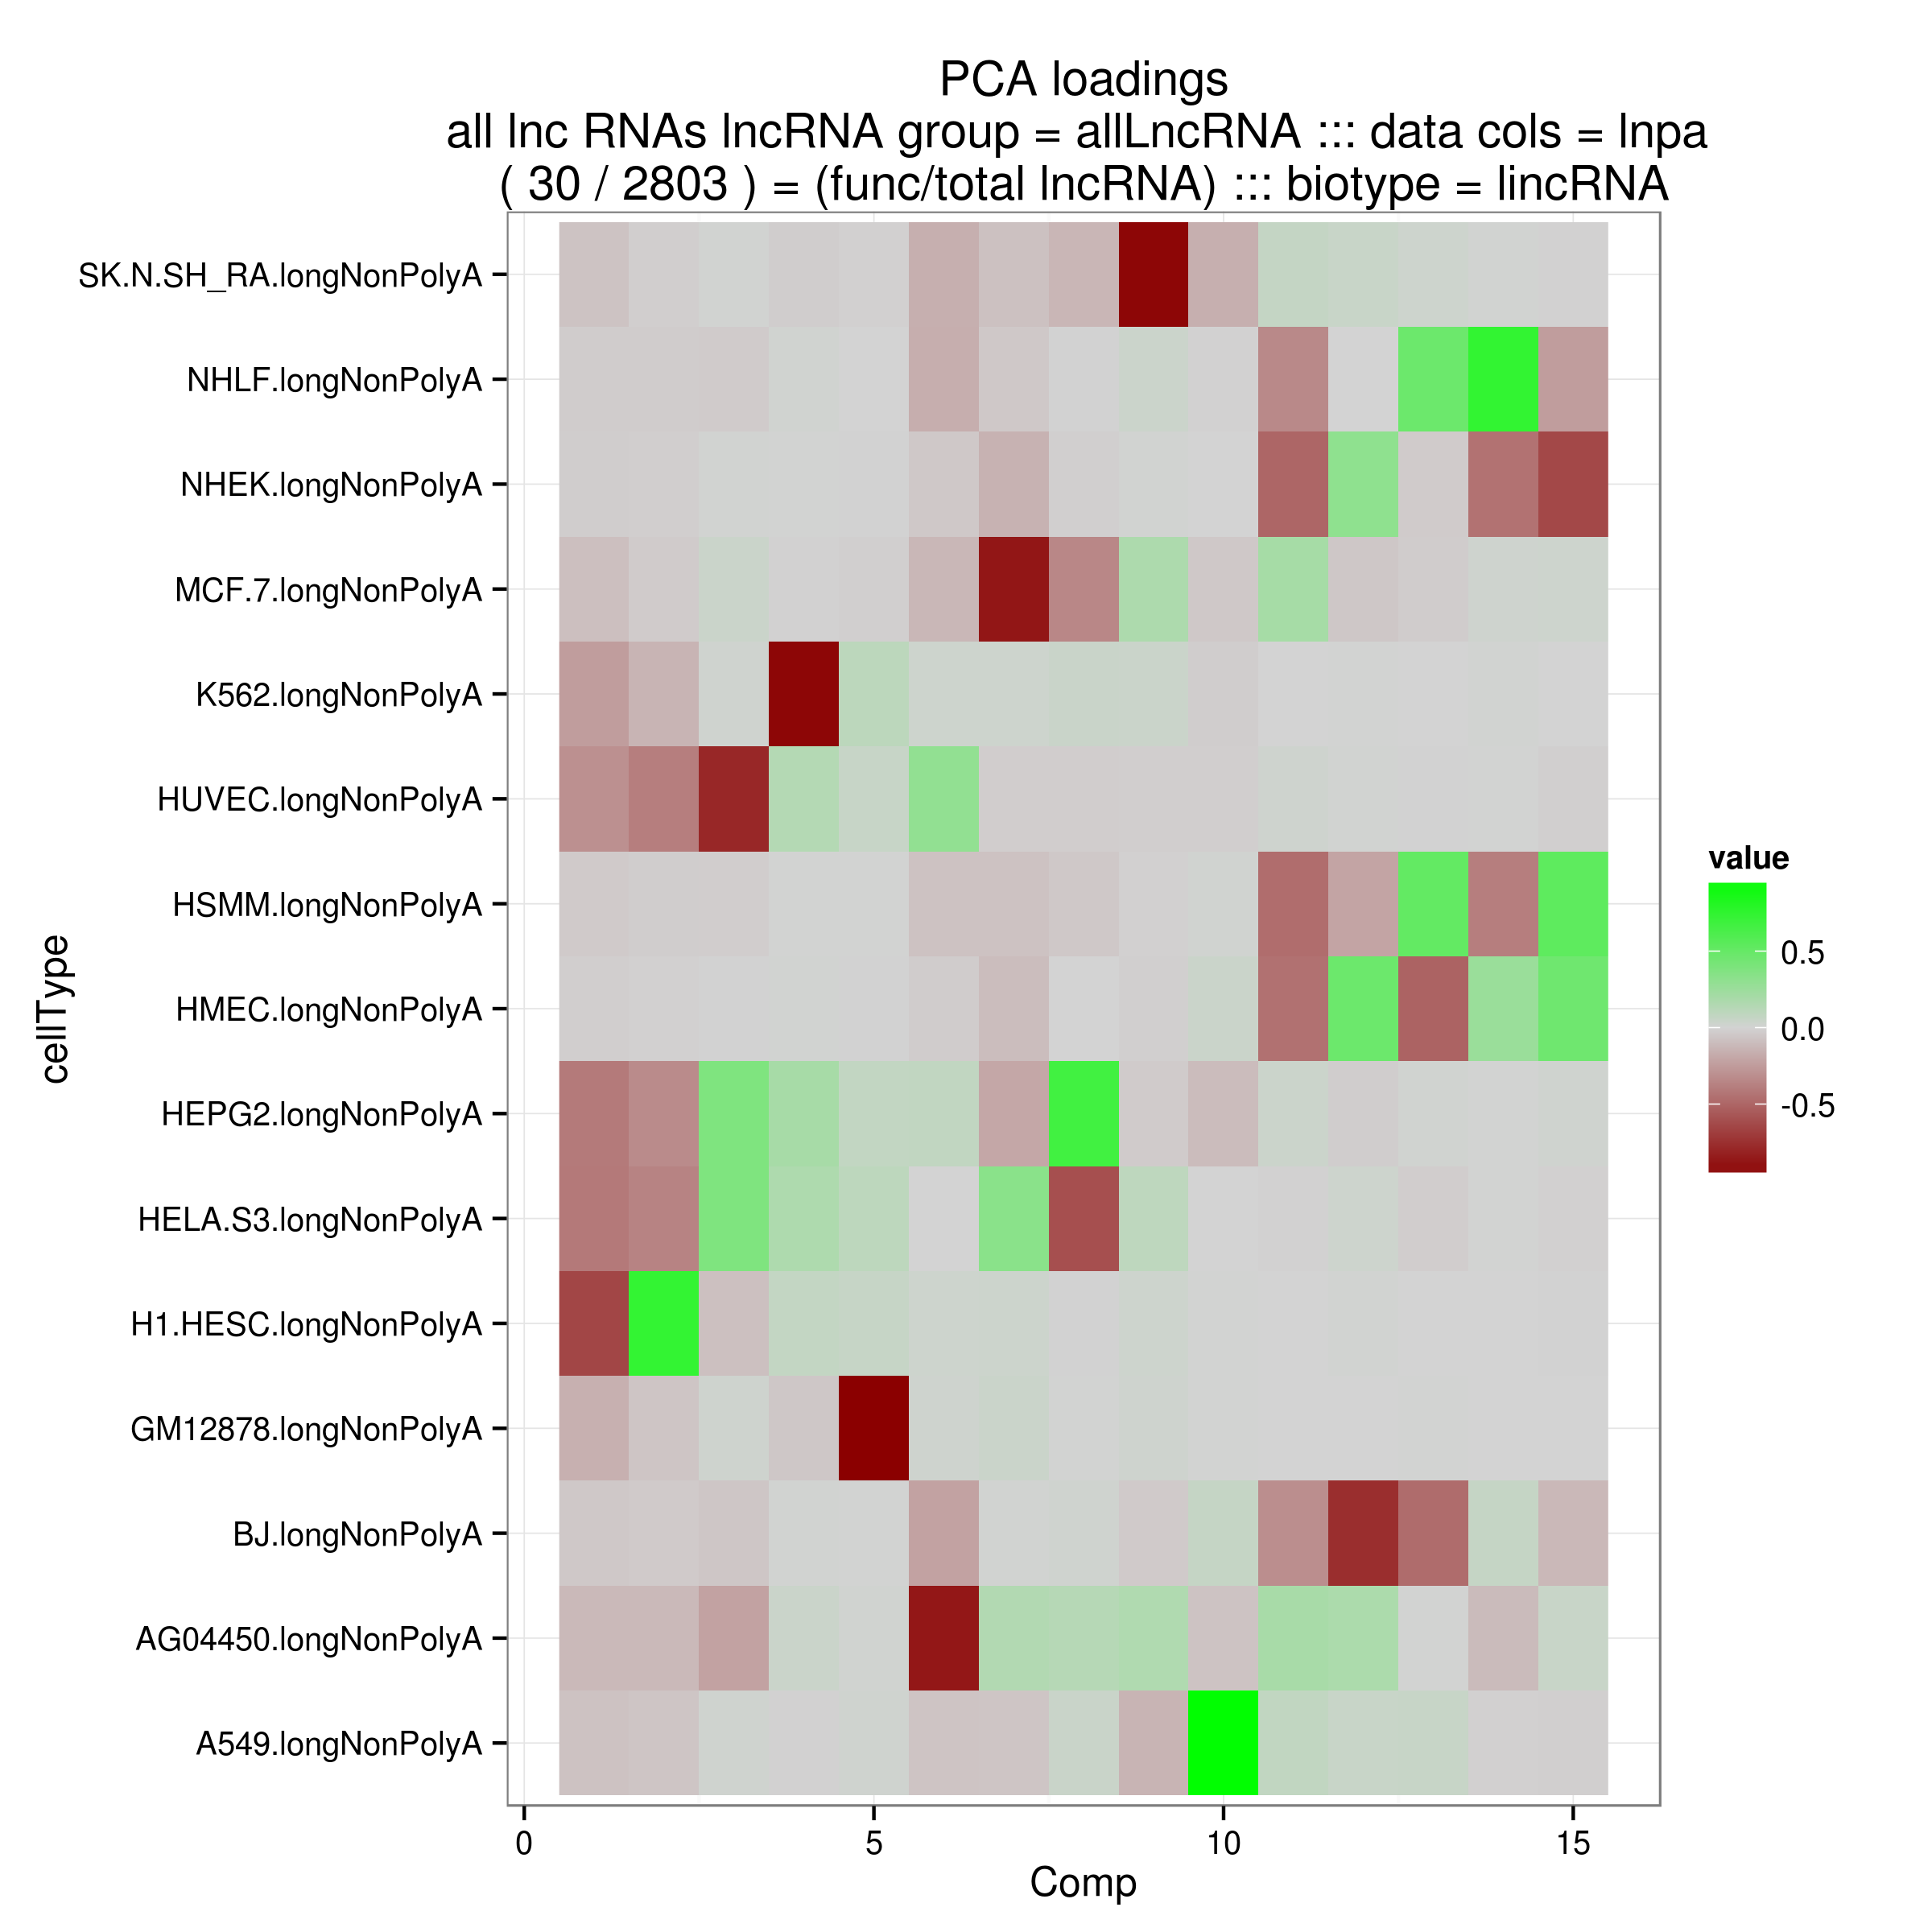 PCA loadings
all lnc RNAs lncRNA group = allLncRNA ::: data cols = lnpa
( 30 / 2803 ) = (func/total lncRNA) ::: biotype = lincRNA
cellType
SK.N.SH_RA.longNonPolyA
NHLF.longNonPolyA
NHEK.longNonPolyA
MCF.7.longNonPolyA
K562.longNonPolyA
HUVEC.longNonPolyA
HSMM.longNonPolyA
HMEC.longNonPolyA
HEPG2.longNonPolyA
HELA.S3.longNonPolyA
H1.HESC.longNonPolyA
GM12878.longNonPolyA
BJ.longNonPolyA
AG04450.longNonPolyA
A549.longNonPolyA
0 5 10 15
Comp
value
0.5
0.0
-0.5